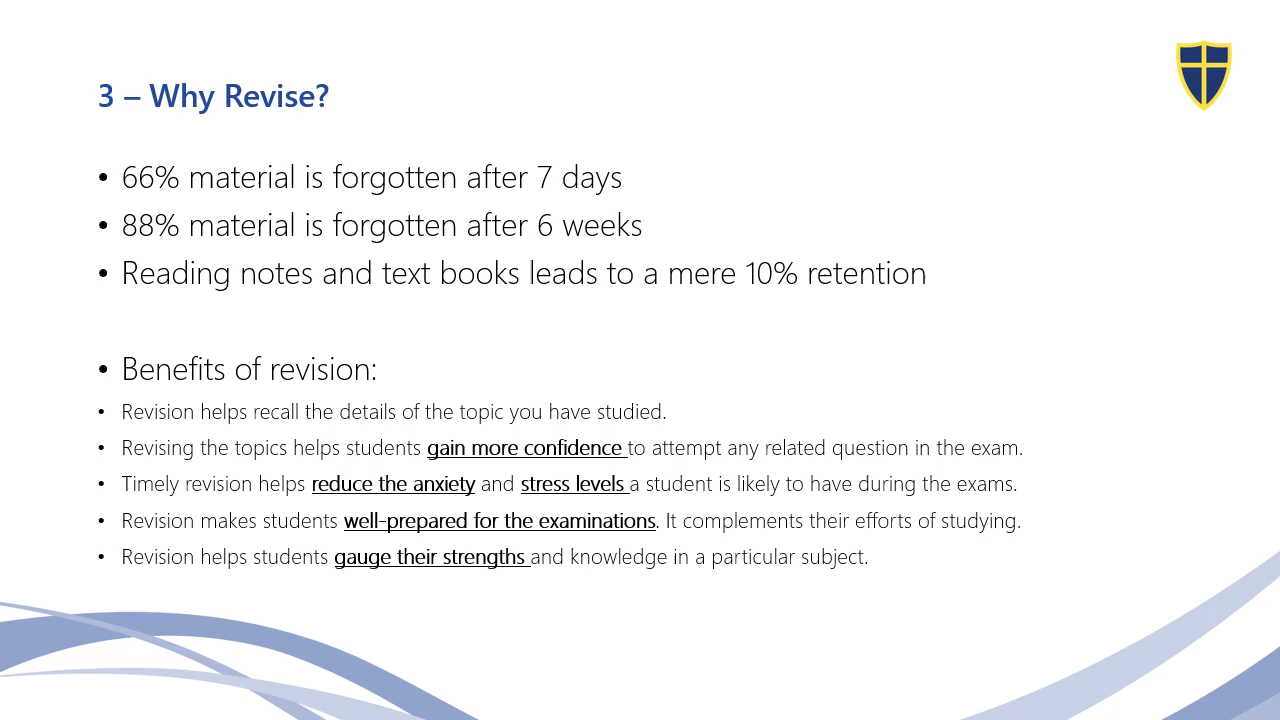 3 – Why Revise?
• 66% material is forgotten after 7 days
• 88% material is forgotten after 6 weeks
• Reading notes and text books leads to a mere 10% retention
• Benefits of revision:
• Revision helps recall the details of the topic you have studied.
• Revising the topics helps students gain more confidence to attempt any related question in the exam.
• Timely revision helps reduce the anxiety and stress levels a student is likely to have during the exams.
• Revision makes students well-prepared for the examinations. It complements their efforts of studying.
• Revision helps students gauge their strengths and knowledge in a particular subject.